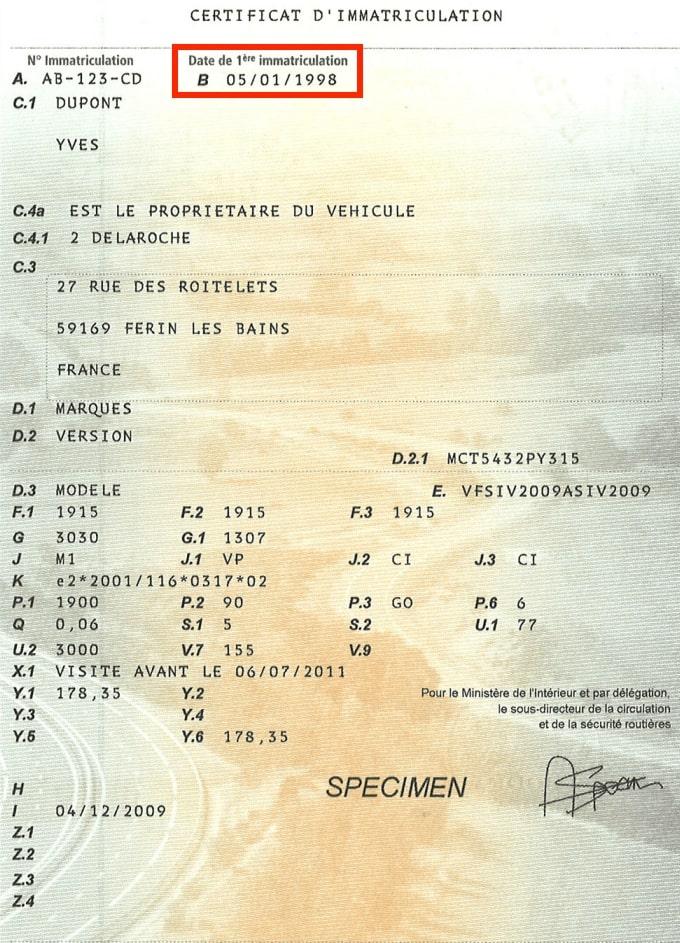 CERTIFICAT D'IMMATRICULATION
N° Immatriculation Date de 1ère immatriculation
A. AB-123-CD B 05/01/1998
C.1 DUPONT
YVES
C.4a EST LE PROPRIETAIRE DU VEHICULE
C.4.1 2 DELAROCHE
C.3
27 RUE DES ROITELETS
59169 FERIN LES BAINS
FRANCE
D.1 MARQUES
D.2 VERSION
D.2.1 MCT5432PY315
D.3 MODELE E. VFSIV2009ASIV2009
F.1 1915 F.2 1915 F.3 1915
G 3030 G.1 1307
J M1 J.1 VP J.2 CI J.3 CI
K e2*2001/116*0317*02
P.1 1900 P.2 90 P.3 GO P.6 6
Q 0,06 S.1 5 S.2 U.1 77
U.2 3000 V.7 155 V.9
X.1 VISITE AVANT LE 06/07/2011
Y.1 178,35 Y.2
Y.3 Y.4
Y.5 Y.6 178,35
Pour le Ministère de l'Intérieur et par délégation,
le sous-directeur de la circulation
et de la sécurité routières
SPECIMEN
H
I 04/12/2009
Z.1
Z.2
Z.3
Z.4